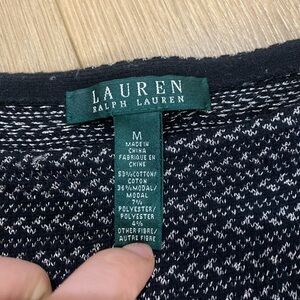 LAUREN
RALPH LAUREN
M
MADE IN
CHINA
FABRIQUE EN
CHINE
53% COTTON/
COTON
36% MODAL/
MODAL
7%
POLYESTER/
POLYESTER
4%
OTHER FIBRE/
AUTRE FIBRE